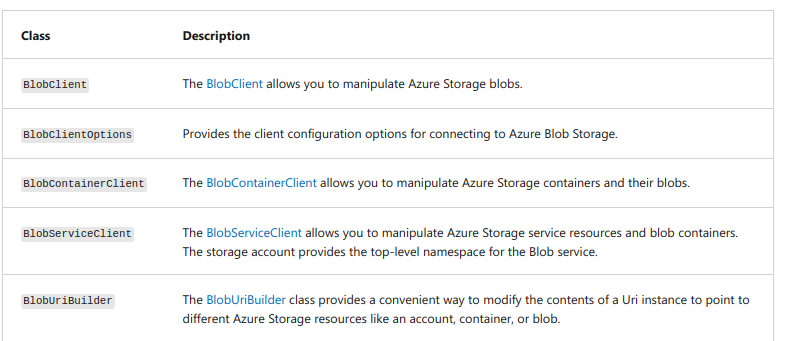 Class Description
BlobClient The BlobClient allows you to manipulate Azure Storage blobs.
BlobClientOptions Provides the client configuration options for connecting to Azure Blob Storage.
BlobContainerClient The BlobContainerClient allows you to manipulate Azure Storage containers and their blobs.
BlobServiceClient The BlobServiceClient allows you to manipulate Azure Storage service resources and blob containers.
The storage account provides the top-level namespace for the Blob service.
BlobUriBuilder The BlobUriBuilder class provides a convenient way to modify the contents of a Uri instance to point to
different Azure Storage resources like an account, container, or blob.